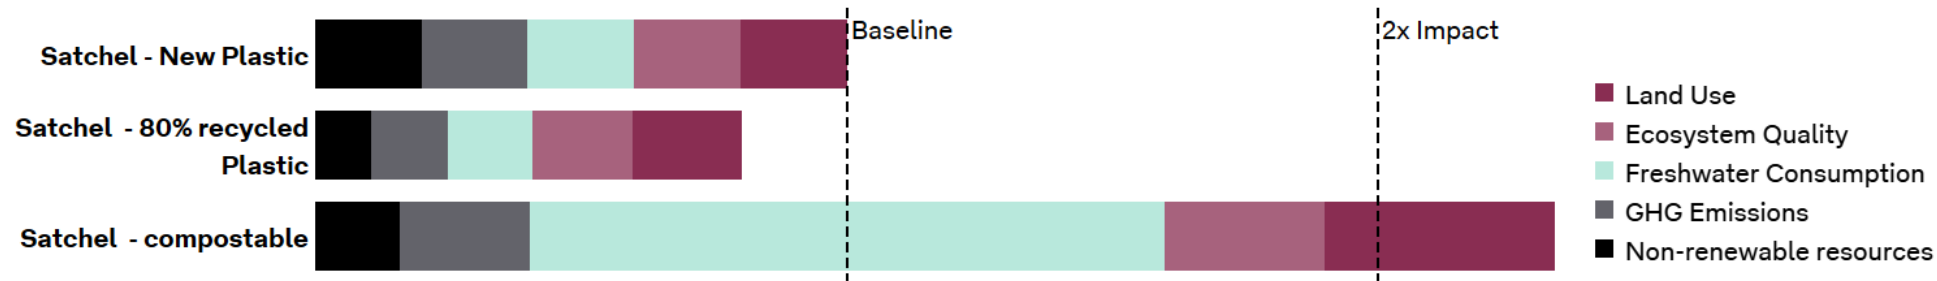 Baseline
2x Impact
Satchel - New Plastic
Satchel - 80% recycled
Plastic
Satchel - compostable
Land Use
Ecosystem Quality
Freshwater Consumption
GHG Emissions
Non-renewable resources